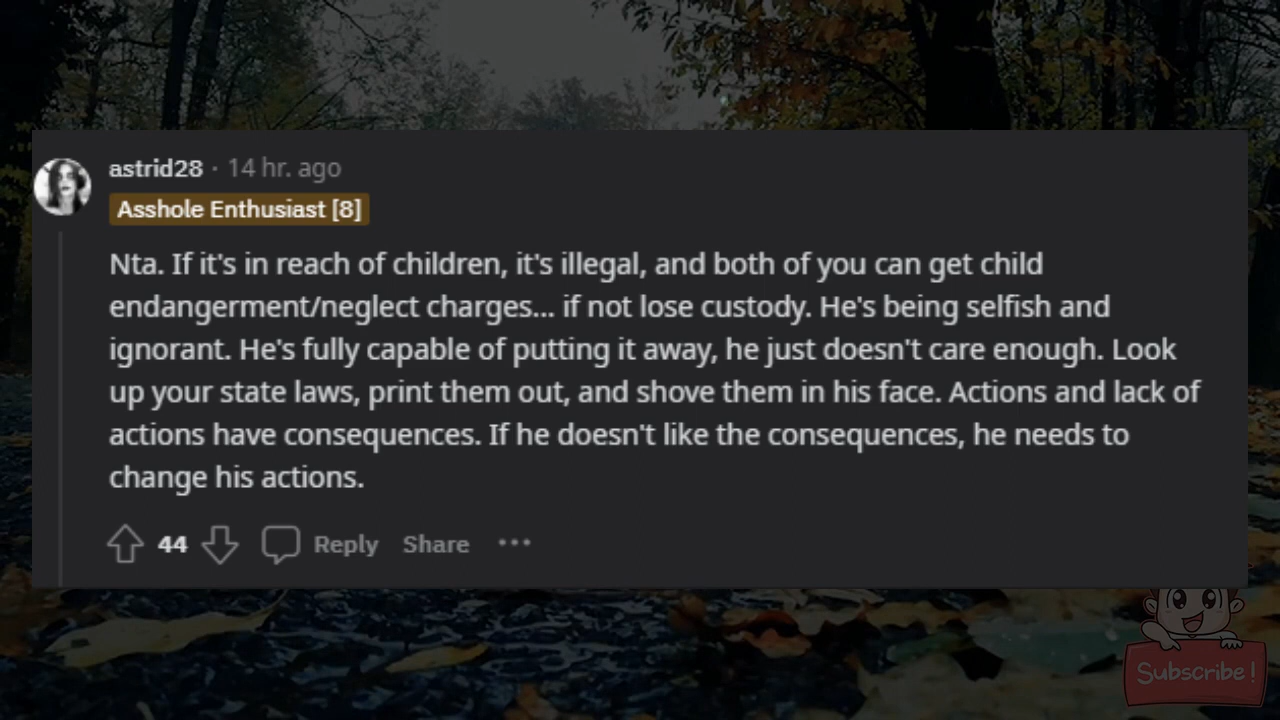 astrid28 · 14 hr. ago
Asshole Enthusiast [8]
Nta. If it's in reach of children, it's illegal, and both of you can get child
endangerment/neglect charges... if not lose custody. He's being selfish and
ignorant. He's fully capable of putting it away, he just doesn't care enough. Look
up your state laws, print them out, and shove them in his face. Actions and lack of
actions have consequences. If he doesn't like the consequences, he needs to
change his actions.
44 Reply Share ···
Subscribe!